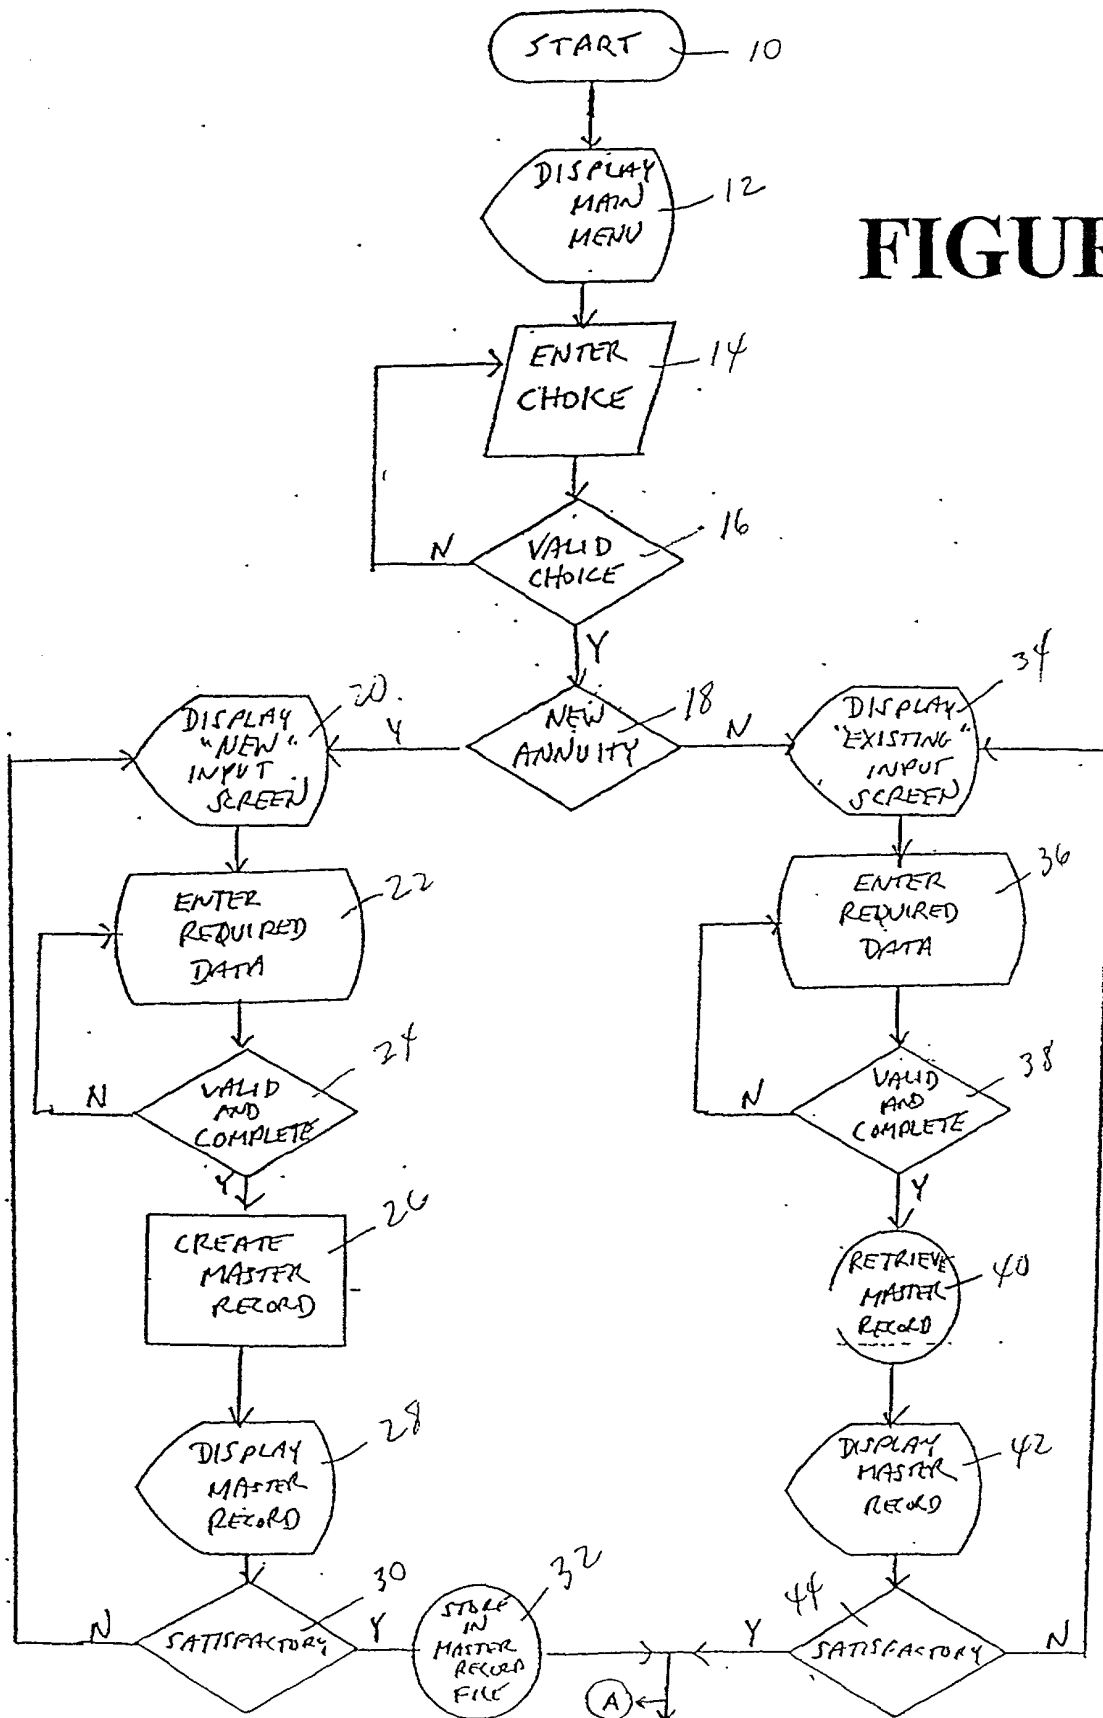 START
10
DISPLAY
MAIN
MENU
12
FIGUR
ENTER
CHOICE
14
VALID
CHOICE
16
N
Y
NEW
ANNUITY
18
Y
N
DISPLAY
"NEW"
INPUT
SCREEN
20
DISPLAY
"EXISTING"
INPUT
SCREEN
34
ENTER
REQUIRED
DATA
22
ENTER
REQUIRED
DATA
36
VALID
AND
COMPLETE
24
N
Y
VALID
AND
COMPLETE
38
N
Y
CREATE
MASTER
RECORD
26
RETRIEVE
MASTER
RECORD
40
DISPLAY
MASTER
RECORD
28
DISPLAY
MASTER
RECORD
42
N
SATISFACTORY
30
Y
STORE
IN
MASTER
RECORD
FILE
32
Y
SATISFACTORY
44
N
A